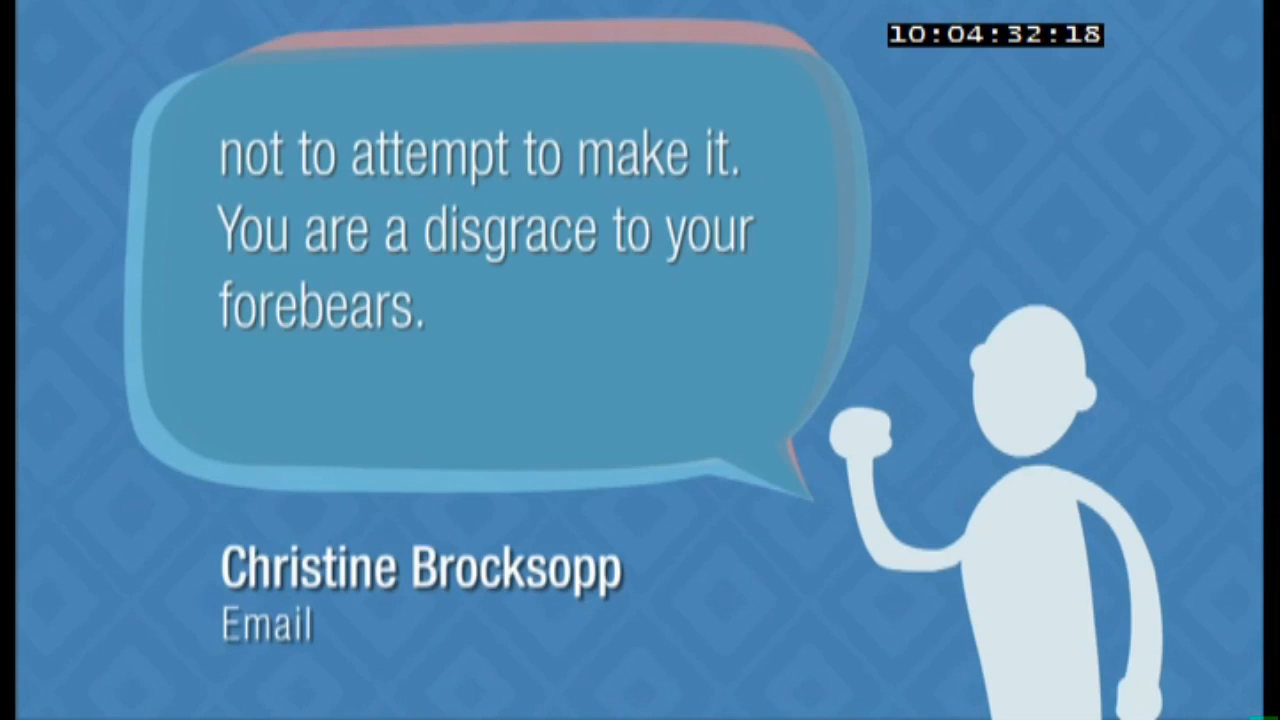 10:04:32:18
not to attempt to make it.
You are a disgrace to your
forebears.
Christine Brocksopp
Email